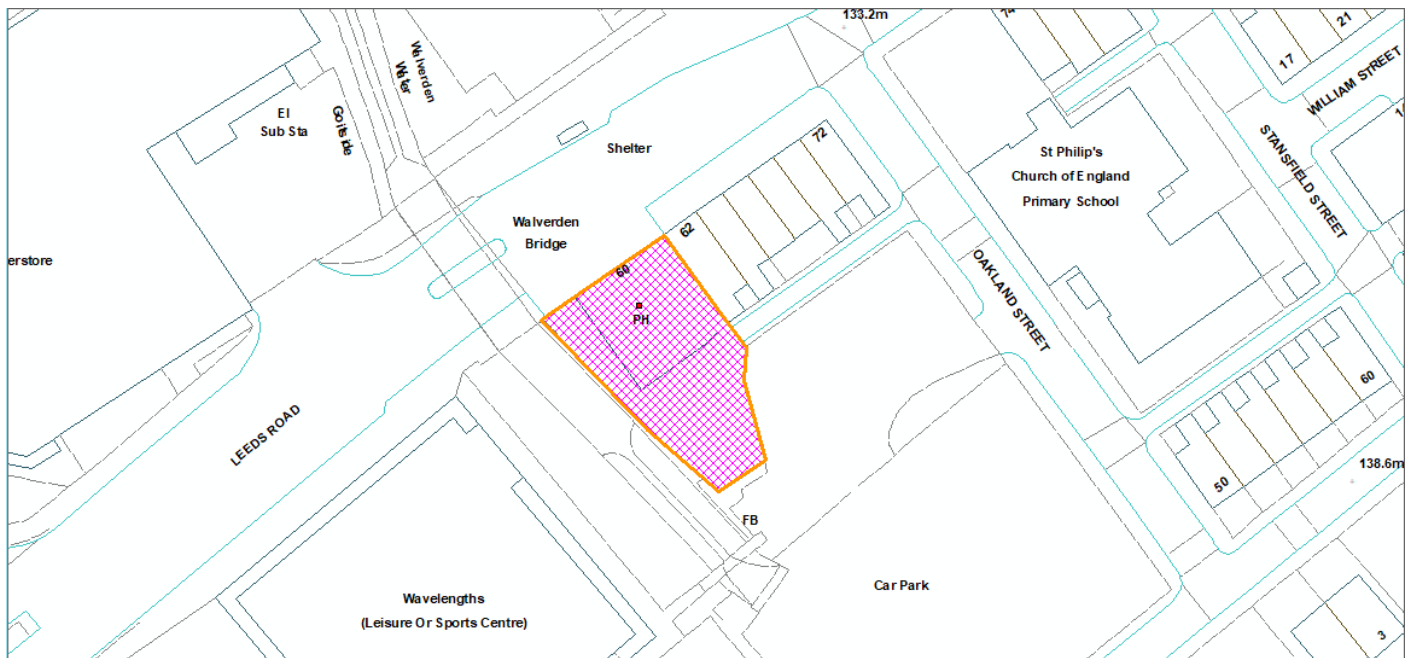 133.2m
74
21
17
WILLIAM STREET
Walverden
Water
El
Sub Sta
Goitside
Shelter
72
STANSFIELD STREET
St Philip's
Church of England
Primary School
Walverden
Bridge
62
60
PH
erstore
OAKLAND STREET
60
50
138.6m
LEEDS ROAD
FB
Car Park
Wavelengths
(Leisure Or Sports Centre)
3